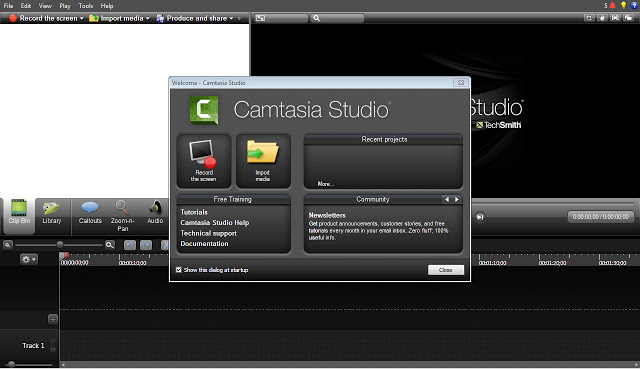 File Edit View Play Tools Help
5
Record the screen Import media Produce and share
Welcome - Camtasia Studio
Camtasia Studio®
Studio®
TechSmith
Record the screen
Import media
Recent projects
More...
Free Training
Tutorials
Camtasia Studio Help
Technical support
Documentation
Community
Newsletters
Get product announcements, customer stories, and free
tutorials every month in your email inbox. Zero fluff; 100%
useful info.
Show this dialog at startup
Close
Clip Bin Library Callouts Zoom-n-Pan Audio
0:00:00;00 / 0:00:00;00
00:00:00;00 00:00:10;00 00:01:10;00 00:01:20;00 00:01:30;00
Track 1